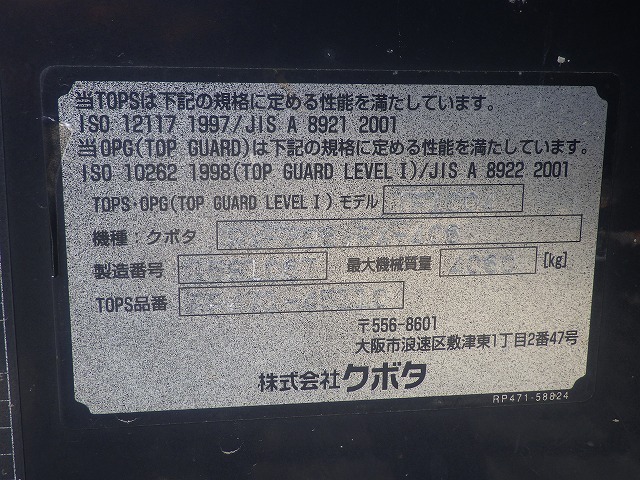 当TOPSは下記の規格に定める性能を満たしています。
ISO 12117 1997/JIS A 8921 2001
当OPG(TOP GUARD)は下記の規格に定める性能を満たしています。
ISO 10262 1998(TOP GUARD LEVEL I)/JIS A 8922 2001
TOPS·OPG(TOP GUARD LEVEL I) モデル
機種：クボタ
製造番号 最大機械質量 [kg]
TOPS品番
〒556-8601
大阪市浪速区敷津東1丁目2番47号
株式会社クボタ
RP471-58824